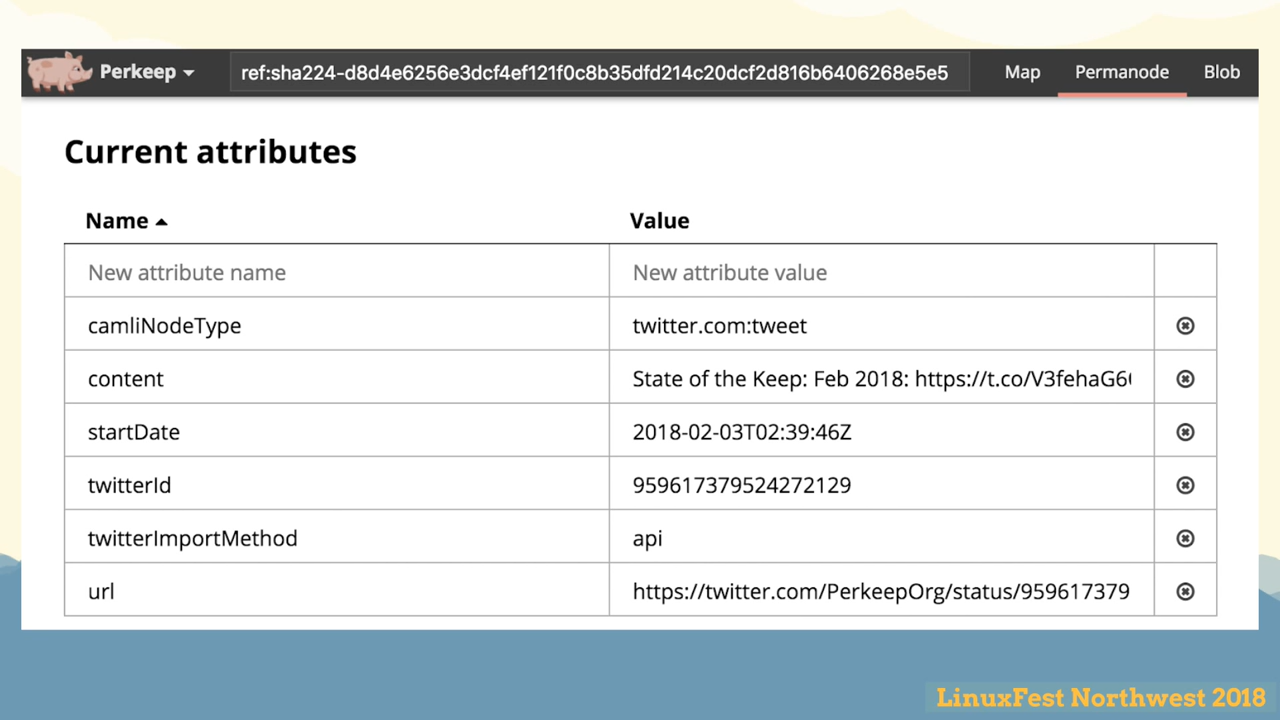 Perkeep ref:sha224-d8d4e6256e3dcf4ef121f0c8b35dfd214c20dcf2d816b6406268e5e5 Map Permanode Blob
Current attributes
Name Value
New attribute name New attribute value
camliNodeType twitter.com:tweet
content State of the Keep: Feb 2018: https://t.co/V3fehaG6
startDate 2018-02-03T02:39:46Z
twitterId 959617379524272129
twitterImportMethod api
url https://twitter.com/PerkeepOrg/status/959617379
LinuxFest Northwest 2018